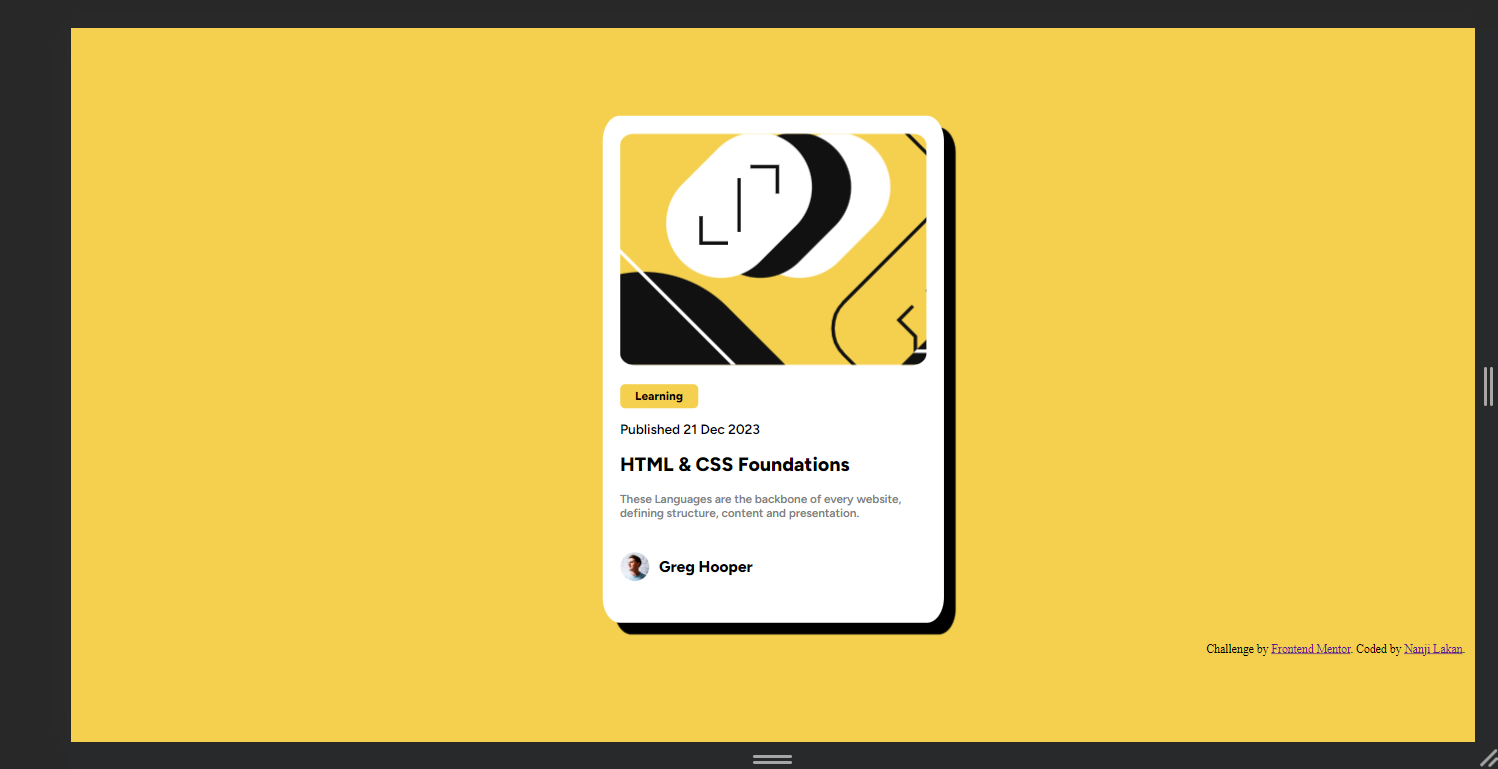 Learning
Published 21 Dec 2023
HTML & CSS Foundations
These Languages are the backbone of every website,
defining structure, content and presentation.
Greg Hooper
Challenge by Frontend Mentor. Coded by Nanji Lakan.